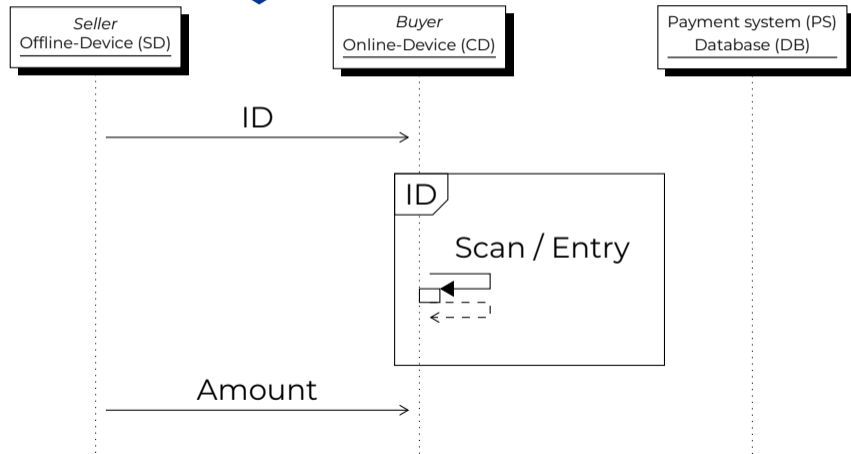 Seller
Offline-Device (SD)
Buyer
Online-Device (CD)
Payment system (PS)
Database (DB)
ID
ID
Scan / Entry
Amount